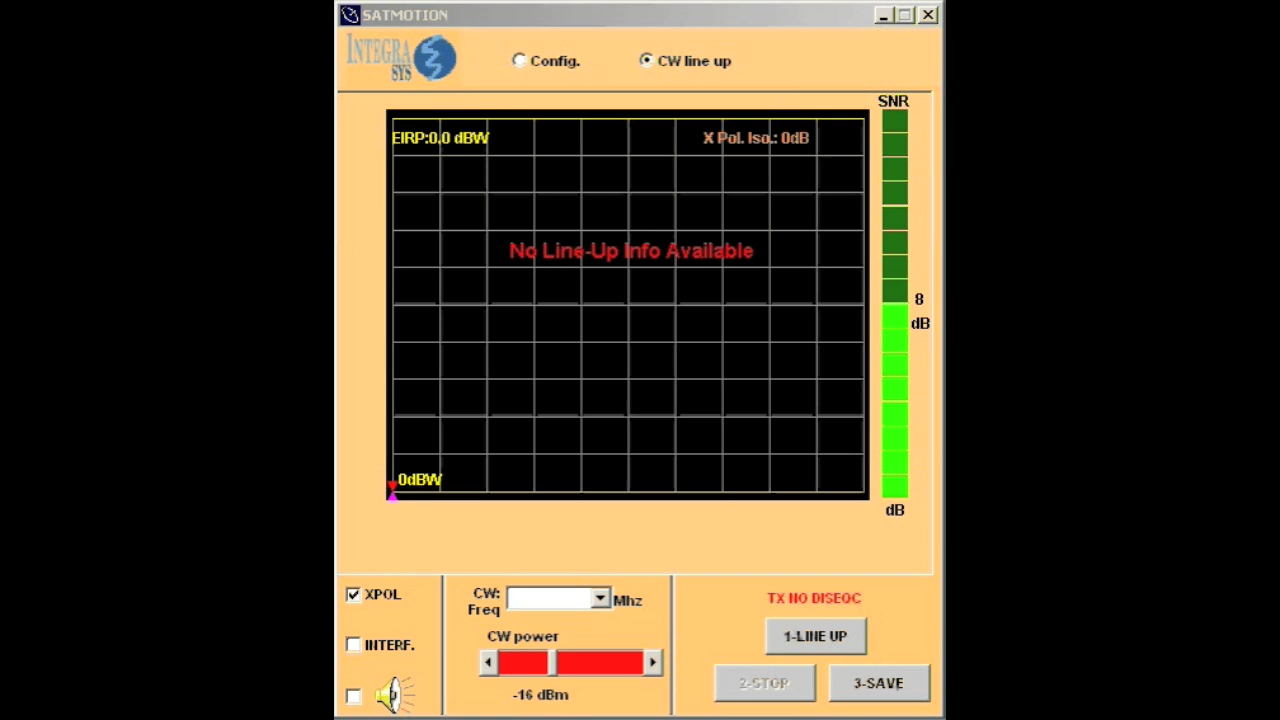 SATMOTION
INTEGRA
SYS
Config.
CW line up
SNR
EIRP:0.0 dBW
X Pol. Iso.: 0dB
No Line-Up Info Available
8
dB
0dBW
dB
XPOL
CW:
Freq
Mhz
TX NO DISEQC
INTERF.
CW power
1-LINE UP
-16 dBm
2-STOP
3-SAVE